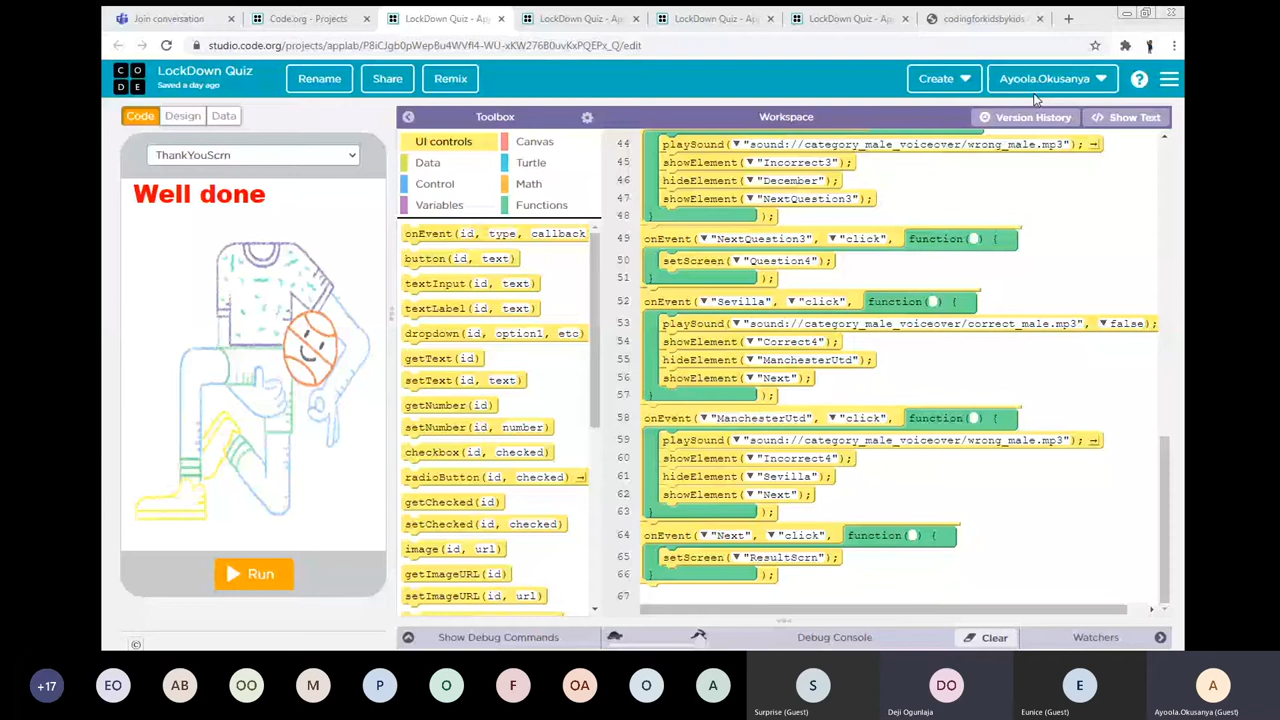 Join conversation
Code.org - Projects
LockDown Quiz - App
LockDown Quiz - Ap
LockDown Quiz - Ap
LockDown Quiz - Ap
codingforkidsbykids
studio.code.org/projects/applab/
/edit
C O D E
LockDown Quiz
Saved a day ago
Rename
Share
Remix
Create
Ayoola.Okusanya
?
Code
Design
Data
Toolbox
Workspace
Version History
</> Show Text
ThankYouScrn
Well done
Run
UI controls
Canvas
Data
Turtle
Control
Math
Variables
Functions
onEvent(id, type, callback
button(id, text)
textInput(id, text)
textLabel(id, text)
dropdown(id, option1, etc)
getText(id)
setText(id, text)
getNumber(id)
setNumber(id, number)
checkbox(id, checked)
radioButton(id, checked)
getChecked(id)
setChecked(id, checked)
image(id, url)
getImageURL(id)
setImageURL(id, url)
44 playSound("sound://category_male_voiceover/wrong_male.mp3");
45 showElement("Incorrect3");
46 hideElement("December");
47 showElement("NextQuestion3");
48 } );
49 onEvent("NextQuestion3", "click", function() {
50 setScreen("Question4");
51 } );
52 onEvent("Sevilla", "click", function() {
53 playSound("sound://category_male_voiceover/correct_male.mp3", false);
54 showElement("Correct4");
55 hideElement("ManchesterUtd");
56 showElement("Next");
57 } );
58 onEvent("ManchesterUtd", "click", function() {
59 playSound("sound://category_male_voiceover/wrong_male.mp3");
60 showElement("Incorrect4");
61 hideElement("Sevilla");
62 showElement("Next");
63 } );
64 onEvent("Next", "click", function() {
65 setScreen("ResultScrn");
66 } );
67
Show Debug Commands
Debug Console
Clear
Watchers
+17
EO
AB
OO
M
P
O
F
OA
O
A
S
DO
E
A
Surprise (Guest)
Deji Ogunlaja
Eunice (Guest)
Ayoola.Okusanya (Guest)